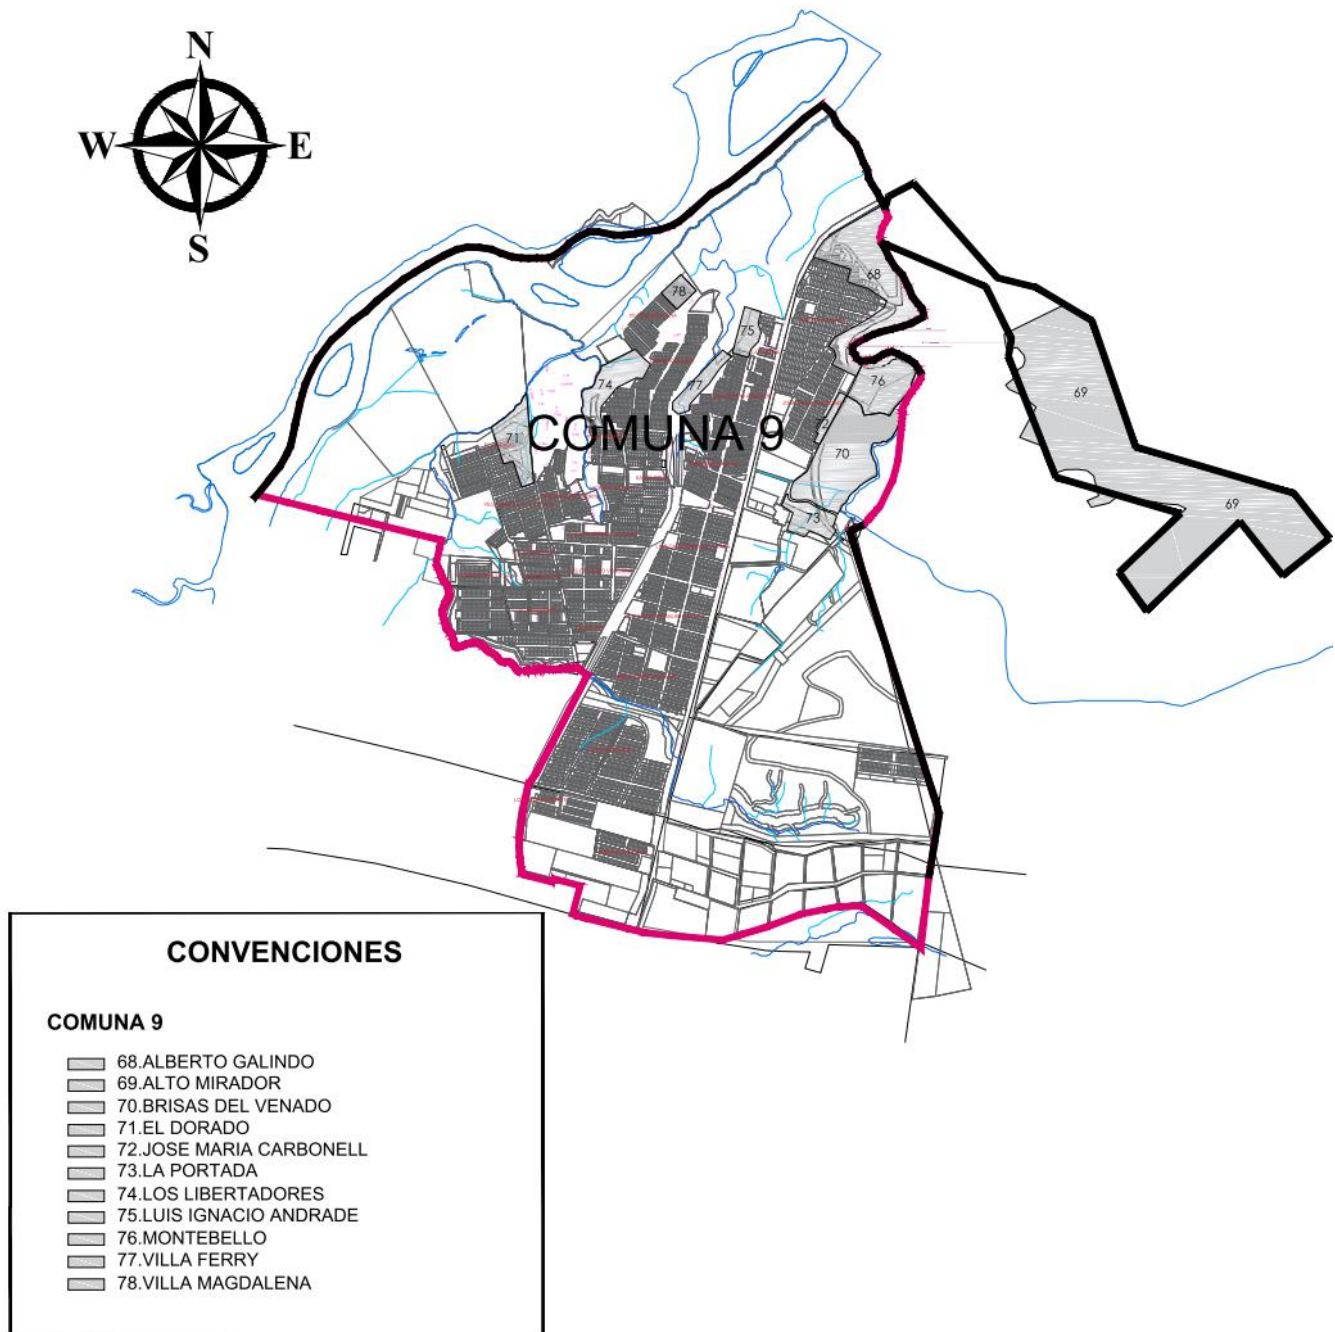 N
W E
S
68
78
75
69
74
77
76
72
COMUNA 9
71
70
73
69
CONVENCIONES
COMUNA 9
68.ALBERTO GALINDO
69.ALTO MIRADOR
70.BRISAS DEL VENADO
71.EL DORADO
72.JOSE MARIA CARBONELL
73.LA PORTADA
74.LOS LIBERTADORES
75.LUIS IGNACIO ANDRADE
76.MONTEBELLO
77.VILLA FERRY
78.VILLA MAGDALENA